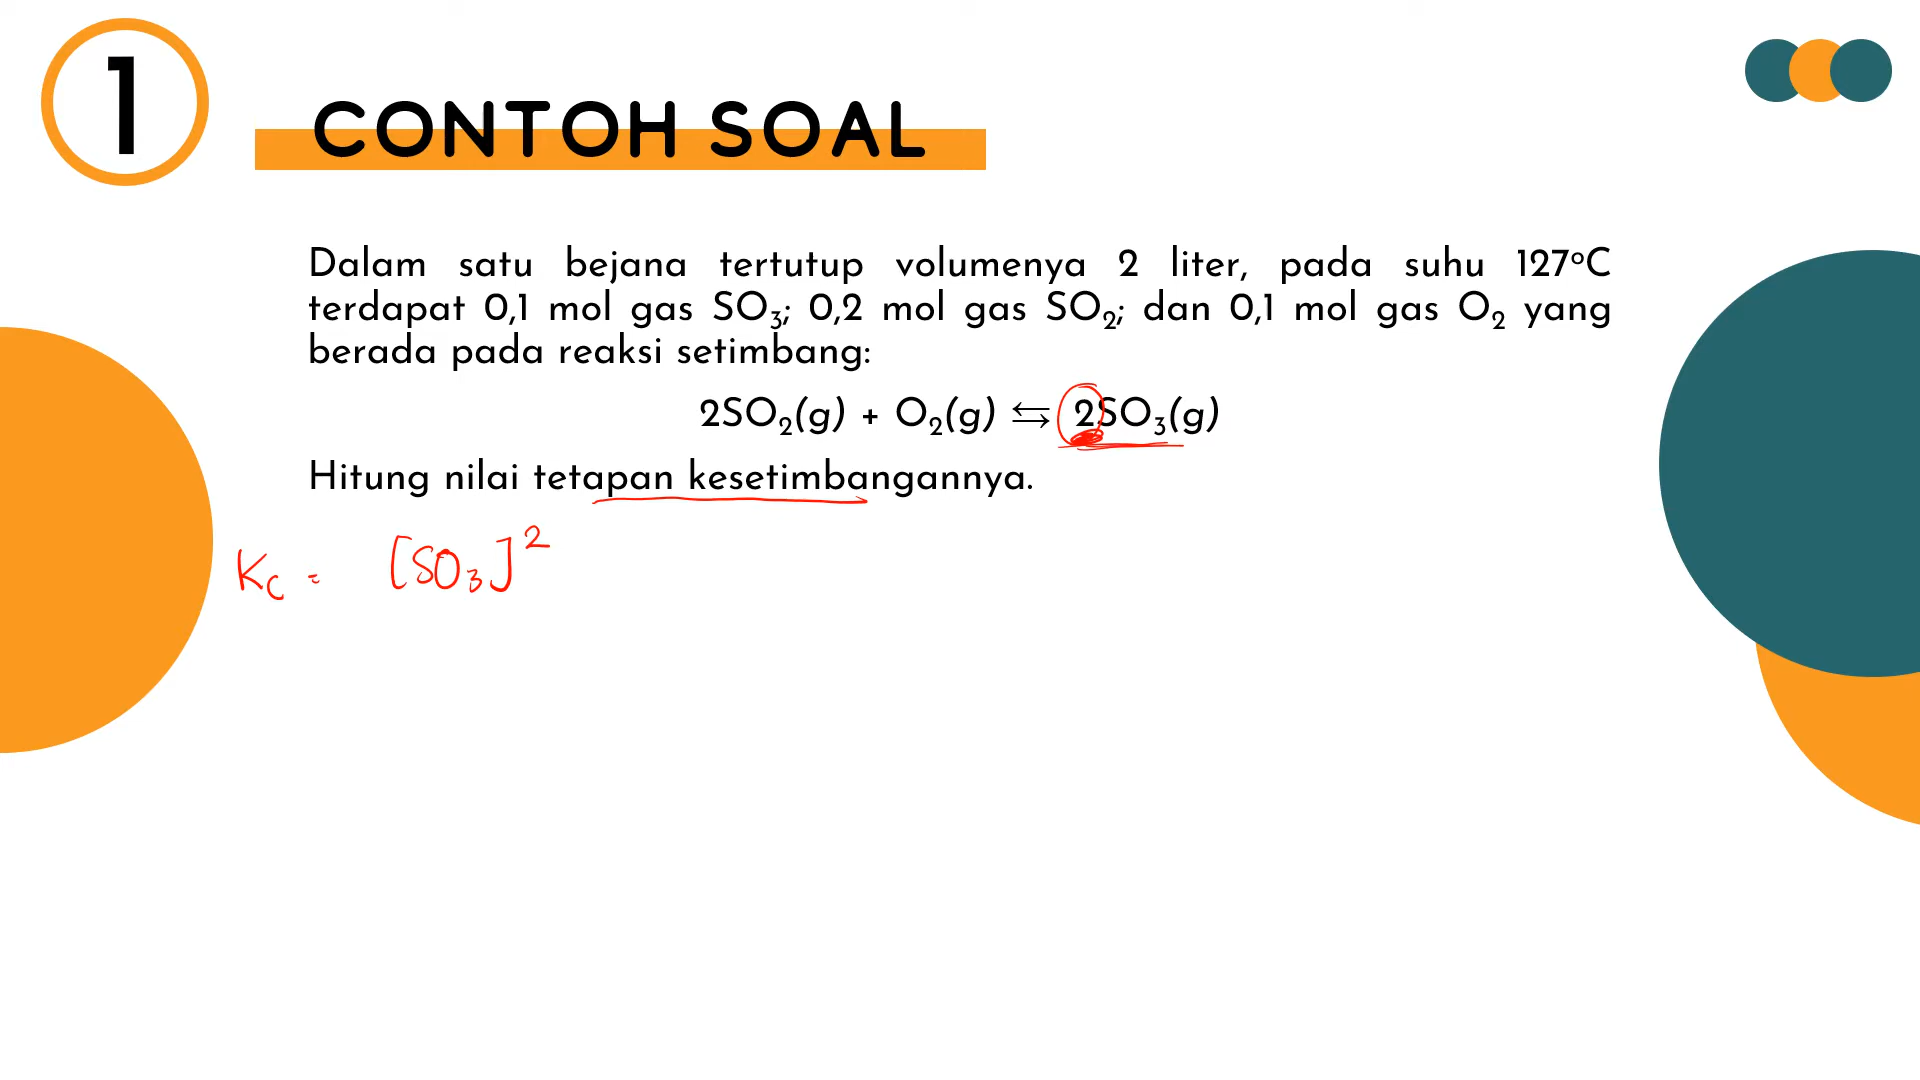 1
CONTOH SOAL
Dalam satu bejana tertutup volumenya 2 liter, pada suhu 127°C
terdapat 0,1 mol gas SO₃; 0,2 mol gas SO₂; dan 0,1 mol gas O₂ yang
berada pada reaksi setimbang:
2SO₂(g) + O₂(g) ⇆ 2SO₃(g)
Hitung nilai tetapan kesetimbangannya.
Kc = [SO₃]²